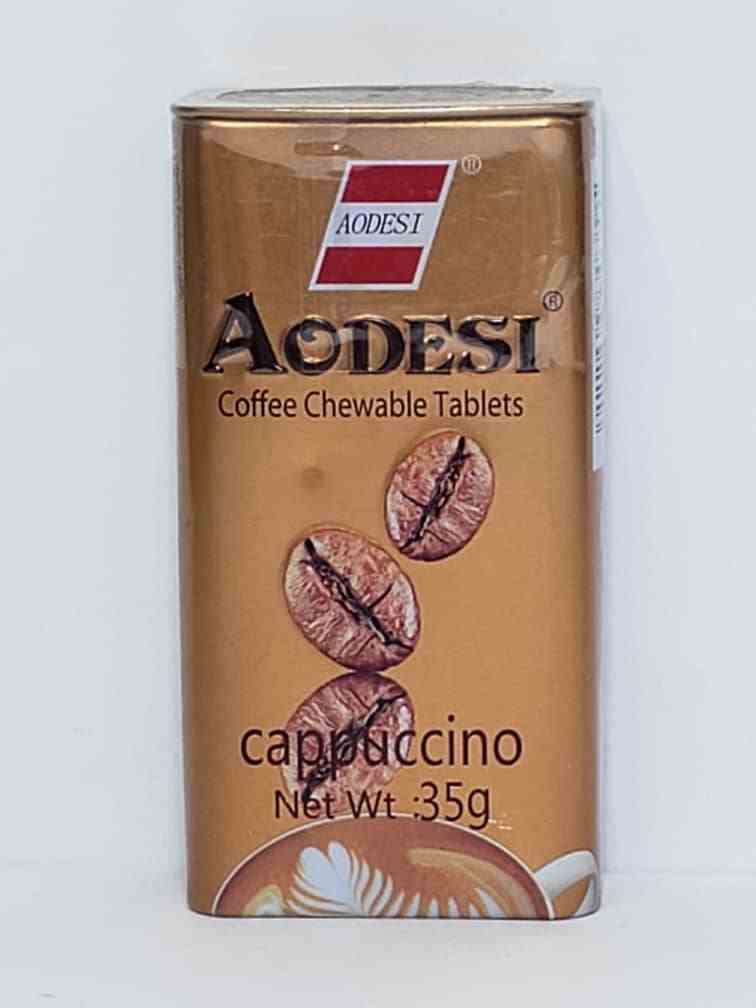 AODESI ®
AODESI ®
Coffee Chewable Tablets
cappuccino
Net Wt :35g